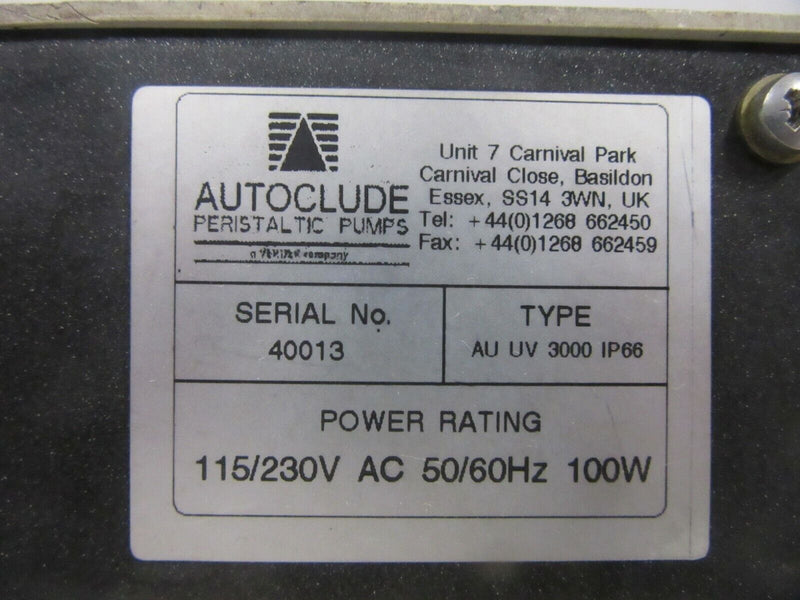 AUTOCLUDE
PERISTALTIC PUMPS
a VERDER company
Unit 7 Carnival Park
Carnival Close, Basildon
Essex, SS14 3WN, UK
Tel: +44(0)1268 662450
Fax: +44(0)1268 662459
SERIAL No.
40013
TYPE
AU UV 3000 IP66
POWER RATING
115/230V AC 50/60Hz 100W